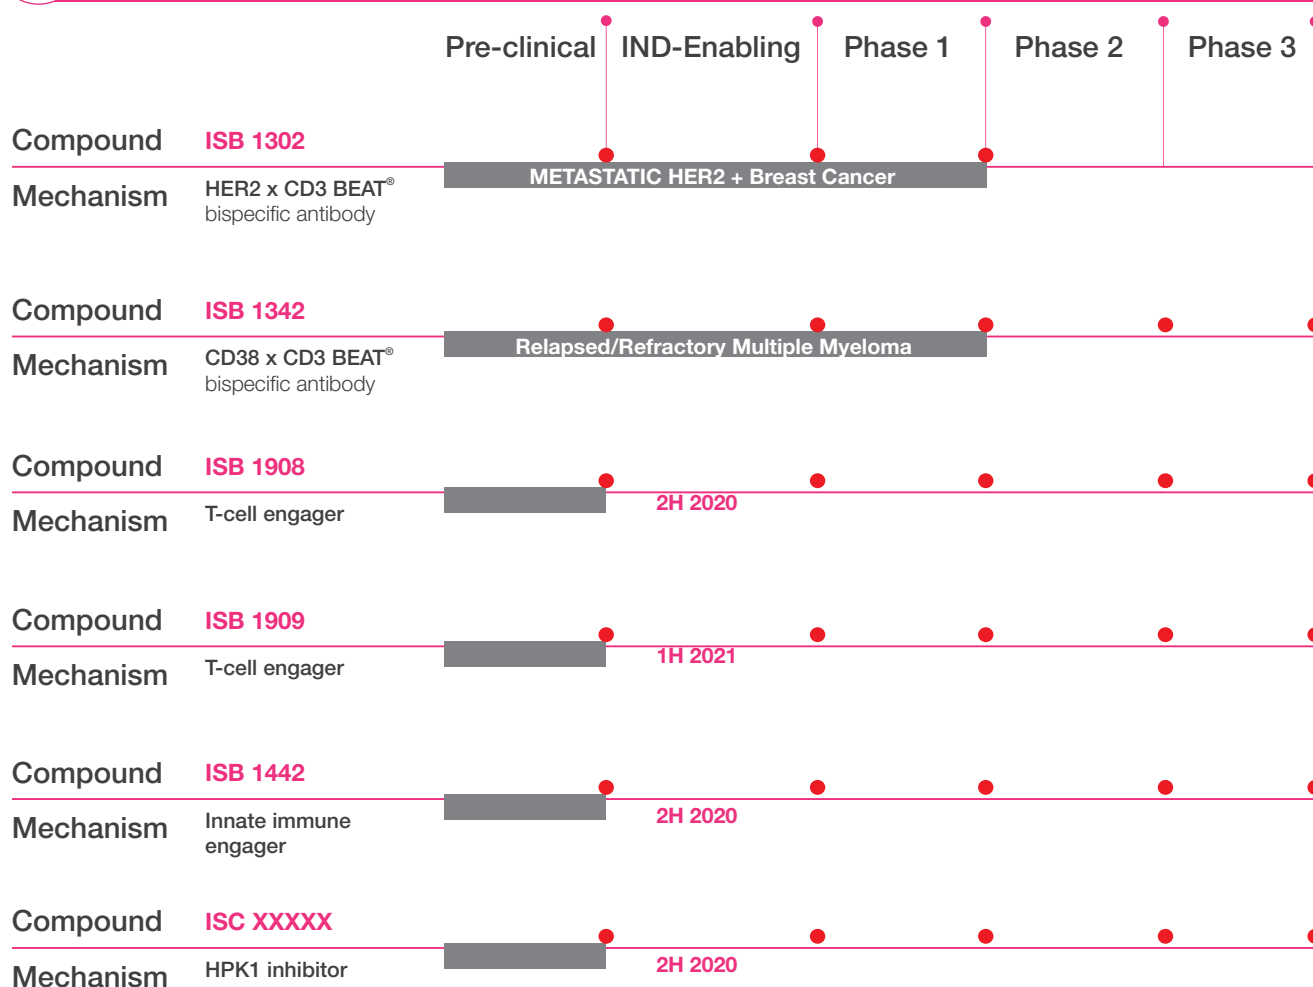 Pre-clinical IND-Enabling Phase 1 Phase 2 Phase 3
Compound ISB 1302
METASTATIC HER2 + Breast Cancer
Mechanism HER2 x CD3 BEAT®
bispecific antibody
Compound ISB 1342
Relapsed/Refractory Multiple Myeloma
Mechanism CD38 x CD3 BEAT®
bispecific antibody
Compound ISB 1908
2H 2020
Mechanism T-cell engager
Compound ISB 1909
1H 2021
Mechanism T-cell engager
Compound ISB 1442
2H 2020
Mechanism Innate immune
engager
Compound ISC XXXXX
2H 2020
Mechanism HPK1 inhibitor